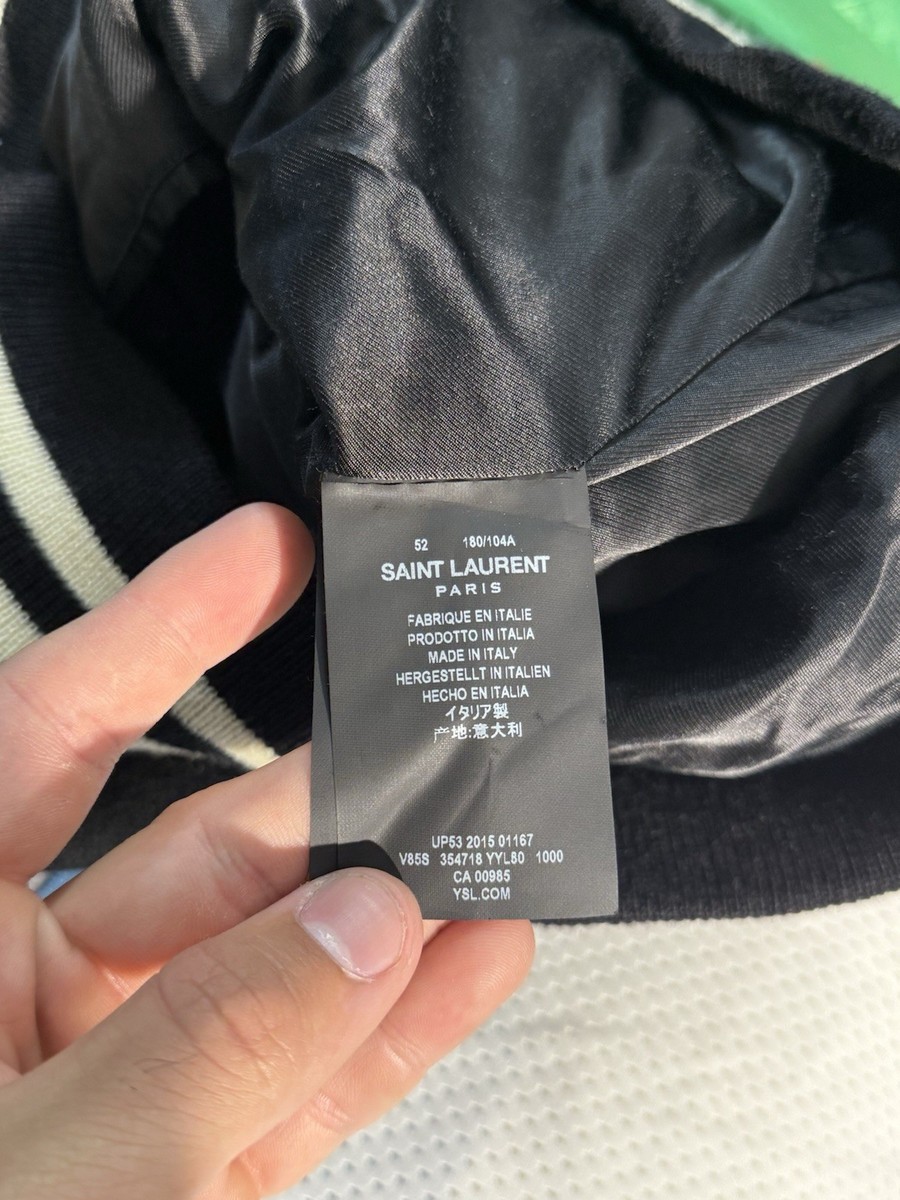 52 180/104A
SAINT LAURENT
PARIS
FABRIQUE EN ITALIE
PRODOTTO IN ITALIA
MADE IN ITALY
HERGESTELLT IN ITALIEN
HECHO EN ITALIA
イタリア製
产地:意大利
UP53 2015 01167
V85S 354718 YYL80 1000
CA 00985
YSL.COM